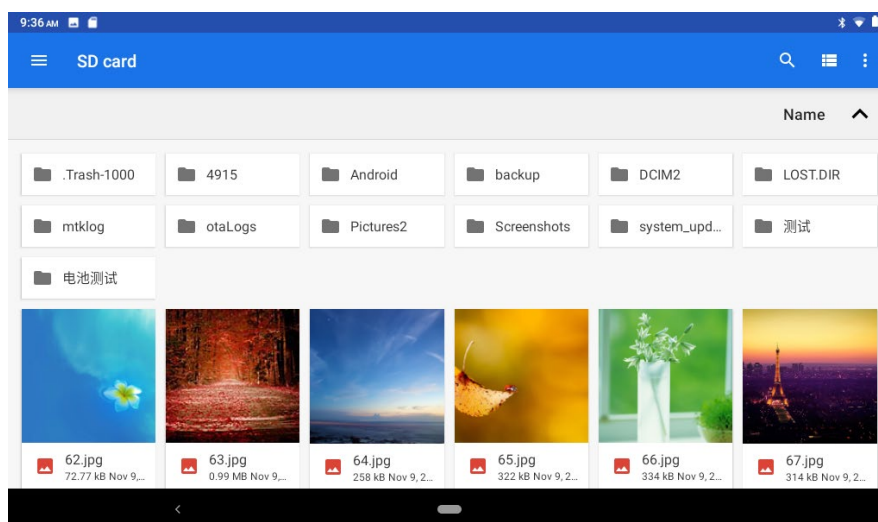 9:36 AM
SD card
Name
.Trash-1000
4915
Android
backup
DCIM2
LOST.DIR
mtklog
otaLogs
Pictures2
Screenshots
system_upd...
测试
电池测试
62.jpg
72.77 kB Nov 9,...
63.jpg
0.99 MB Nov 9,...
64.jpg
258 kB Nov 9, 2...
65.jpg
322 kB Nov 9, 2...
66.jpg
334 kB Nov 9, 2...
67.jpg
314 kB Nov 9, 2...